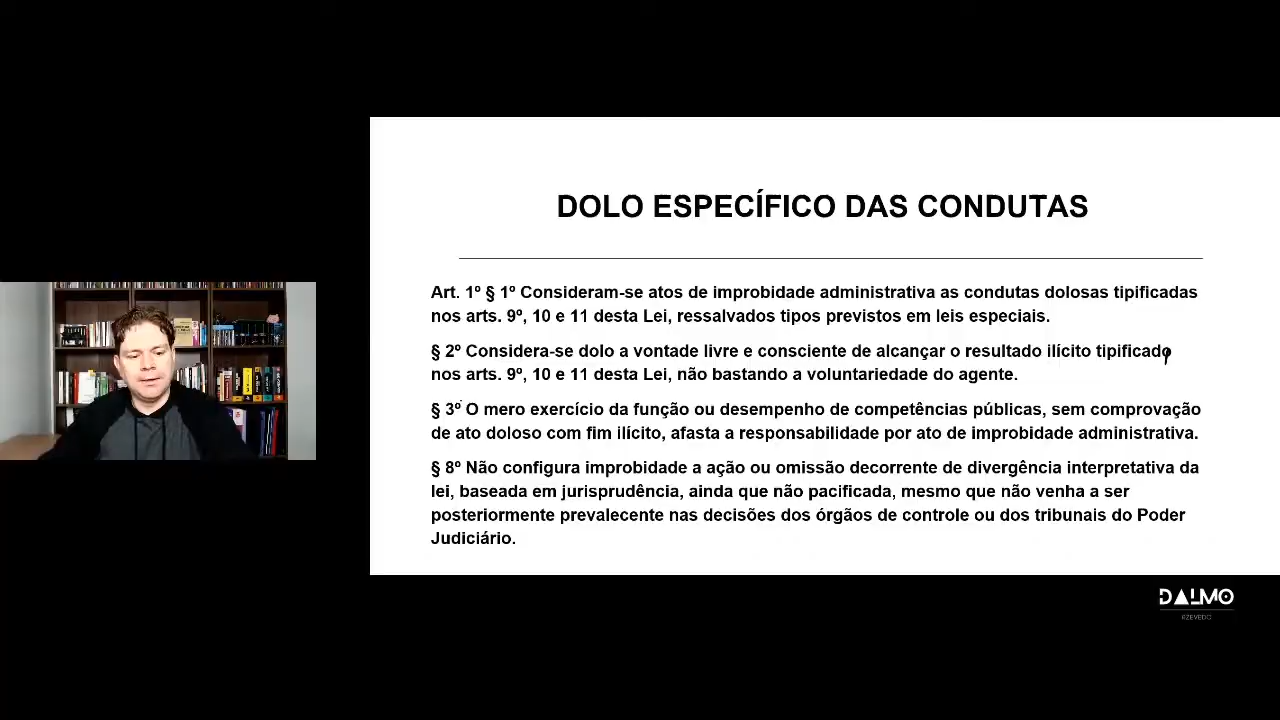 DOLO ESPECÍFICO DAS CONDUTAS
Art. 1º § 1º Consideram-se atos de improbidade administrativa as condutas dolosas tipificadas
nos arts. 9º, 10 e 11 desta Lei, ressalvados tipos previstos em leis especiais.
§ 2º Considera-se dolo a vontade livre e consciente de alcançar o resultado ilícito tipificado
nos arts. 9º, 10 e 11 desta Lei, não bastando a voluntariedade do agente.
§ 3º O mero exercício da função ou desempenho de competências públicas, sem comprovação
de ato doloso com fim ilícito, afasta a responsabilidade por ato de improbidade administrativa.
§ 8º Não configura improbidade a ação ou omissão decorrente de divergência interpretativa da
lei, baseada em jurisprudência, ainda que não pacificada, mesmo que não venha a ser
posteriormente prevalecente nas decisões dos órgãos de controle ou dos tribunais do Poder
Judiciário.
DALMO
AZEVEDO